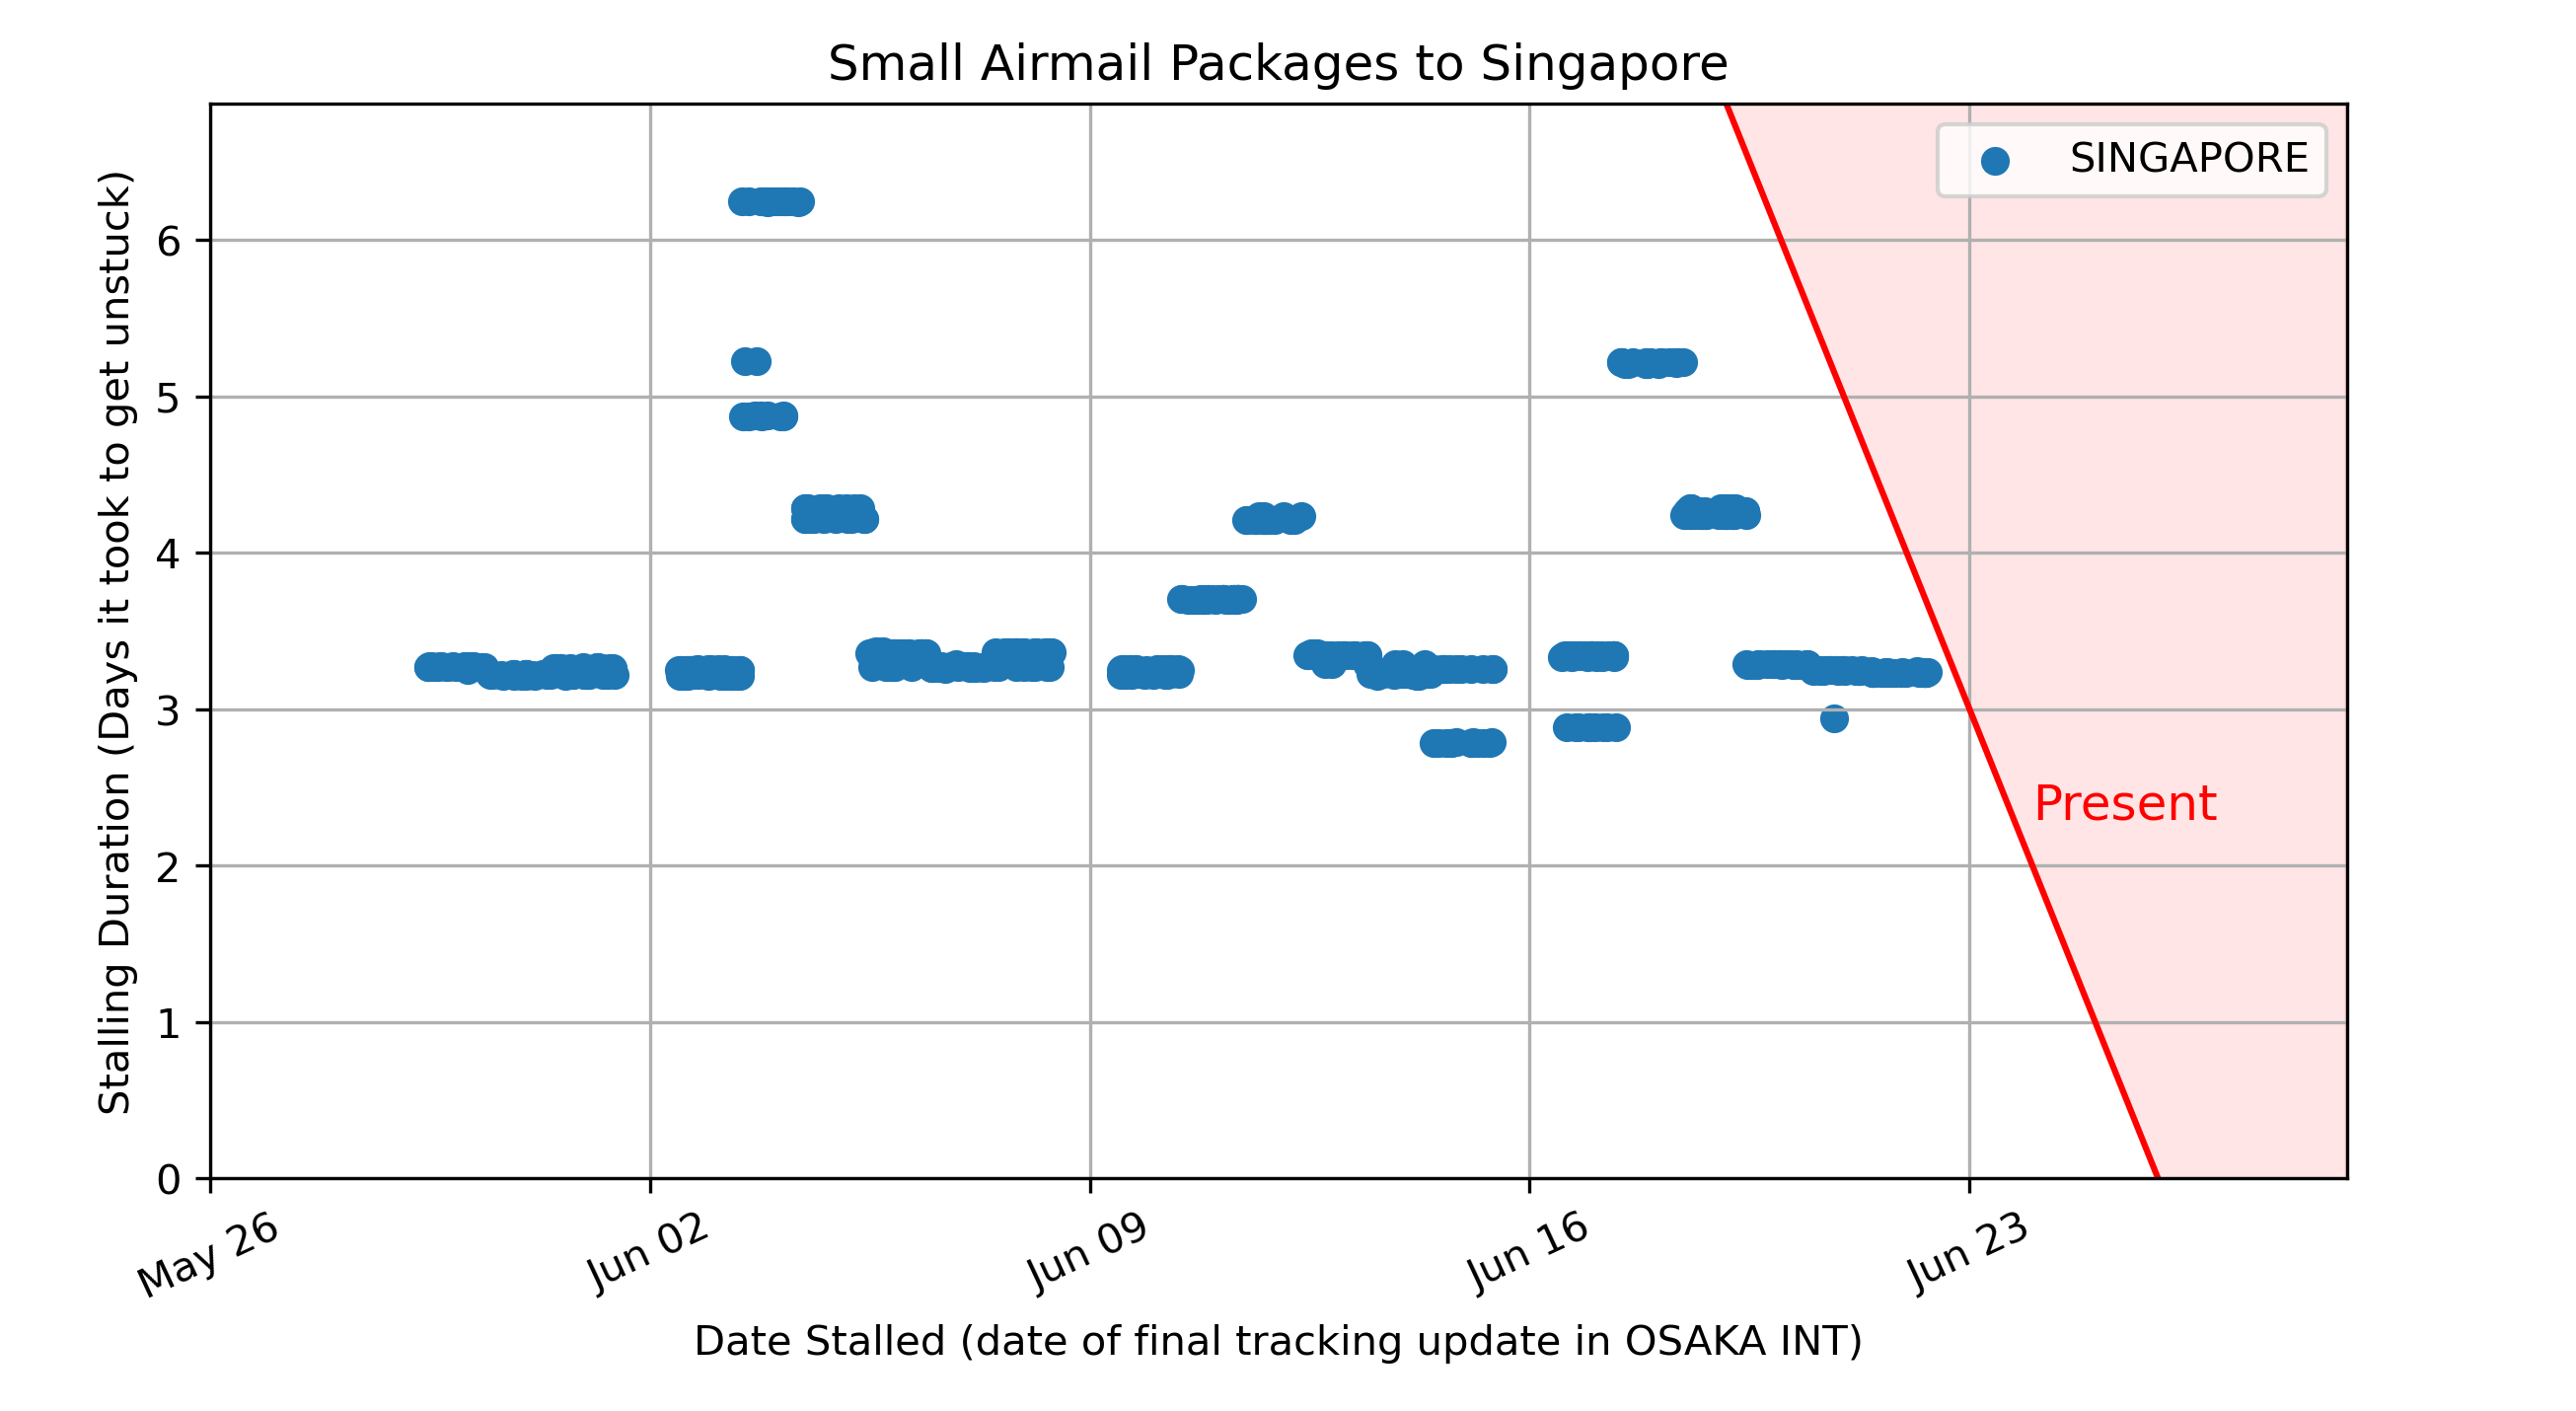 Small Airmail Packages to Singapore
SINGAPORE
Stalling Duration (Days it took to get unstuck)
6
5
4
3
2
1
0
Present
May 26
Jun 02
Jun 09
Jun 16
Jun 23
Date Stalled (date of final tracking update in OSAKA INT)